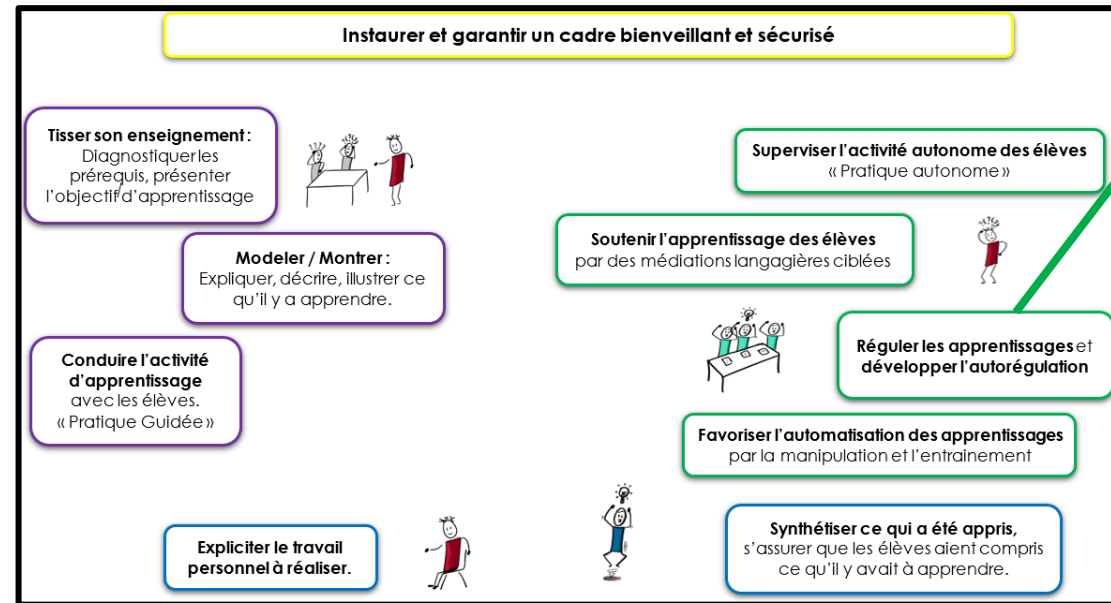 Instaurer et garantir un cadre bienveillant et sécurisé
Tisser son enseignement :
Diagnostiquer les
prérequis, présenter
l'objectif d'apprentissage
Modeler / Montrer :
Expliquer, décrire, illustrer ce
qu'il y a apprendre.
Conduire l'activité
d'apprentissage
avec les élèves.
« Pratique Guidée »
Superviser l'activité autonome des élèves
« Pratique autonome »
Soutenir l'apprentissage des élèves
par des médiations langagières ciblées
Réguler les apprentissages et
développer l'autorégulation
Favoriser l'automatisation des apprentissages
par la manipulation et l'entrainement
Expliciter le travail
personnel à réaliser.
Synthétiser ce qui a été appris,
s'assurer que les élèves aient compris
ce qu'il y avait à apprendre.